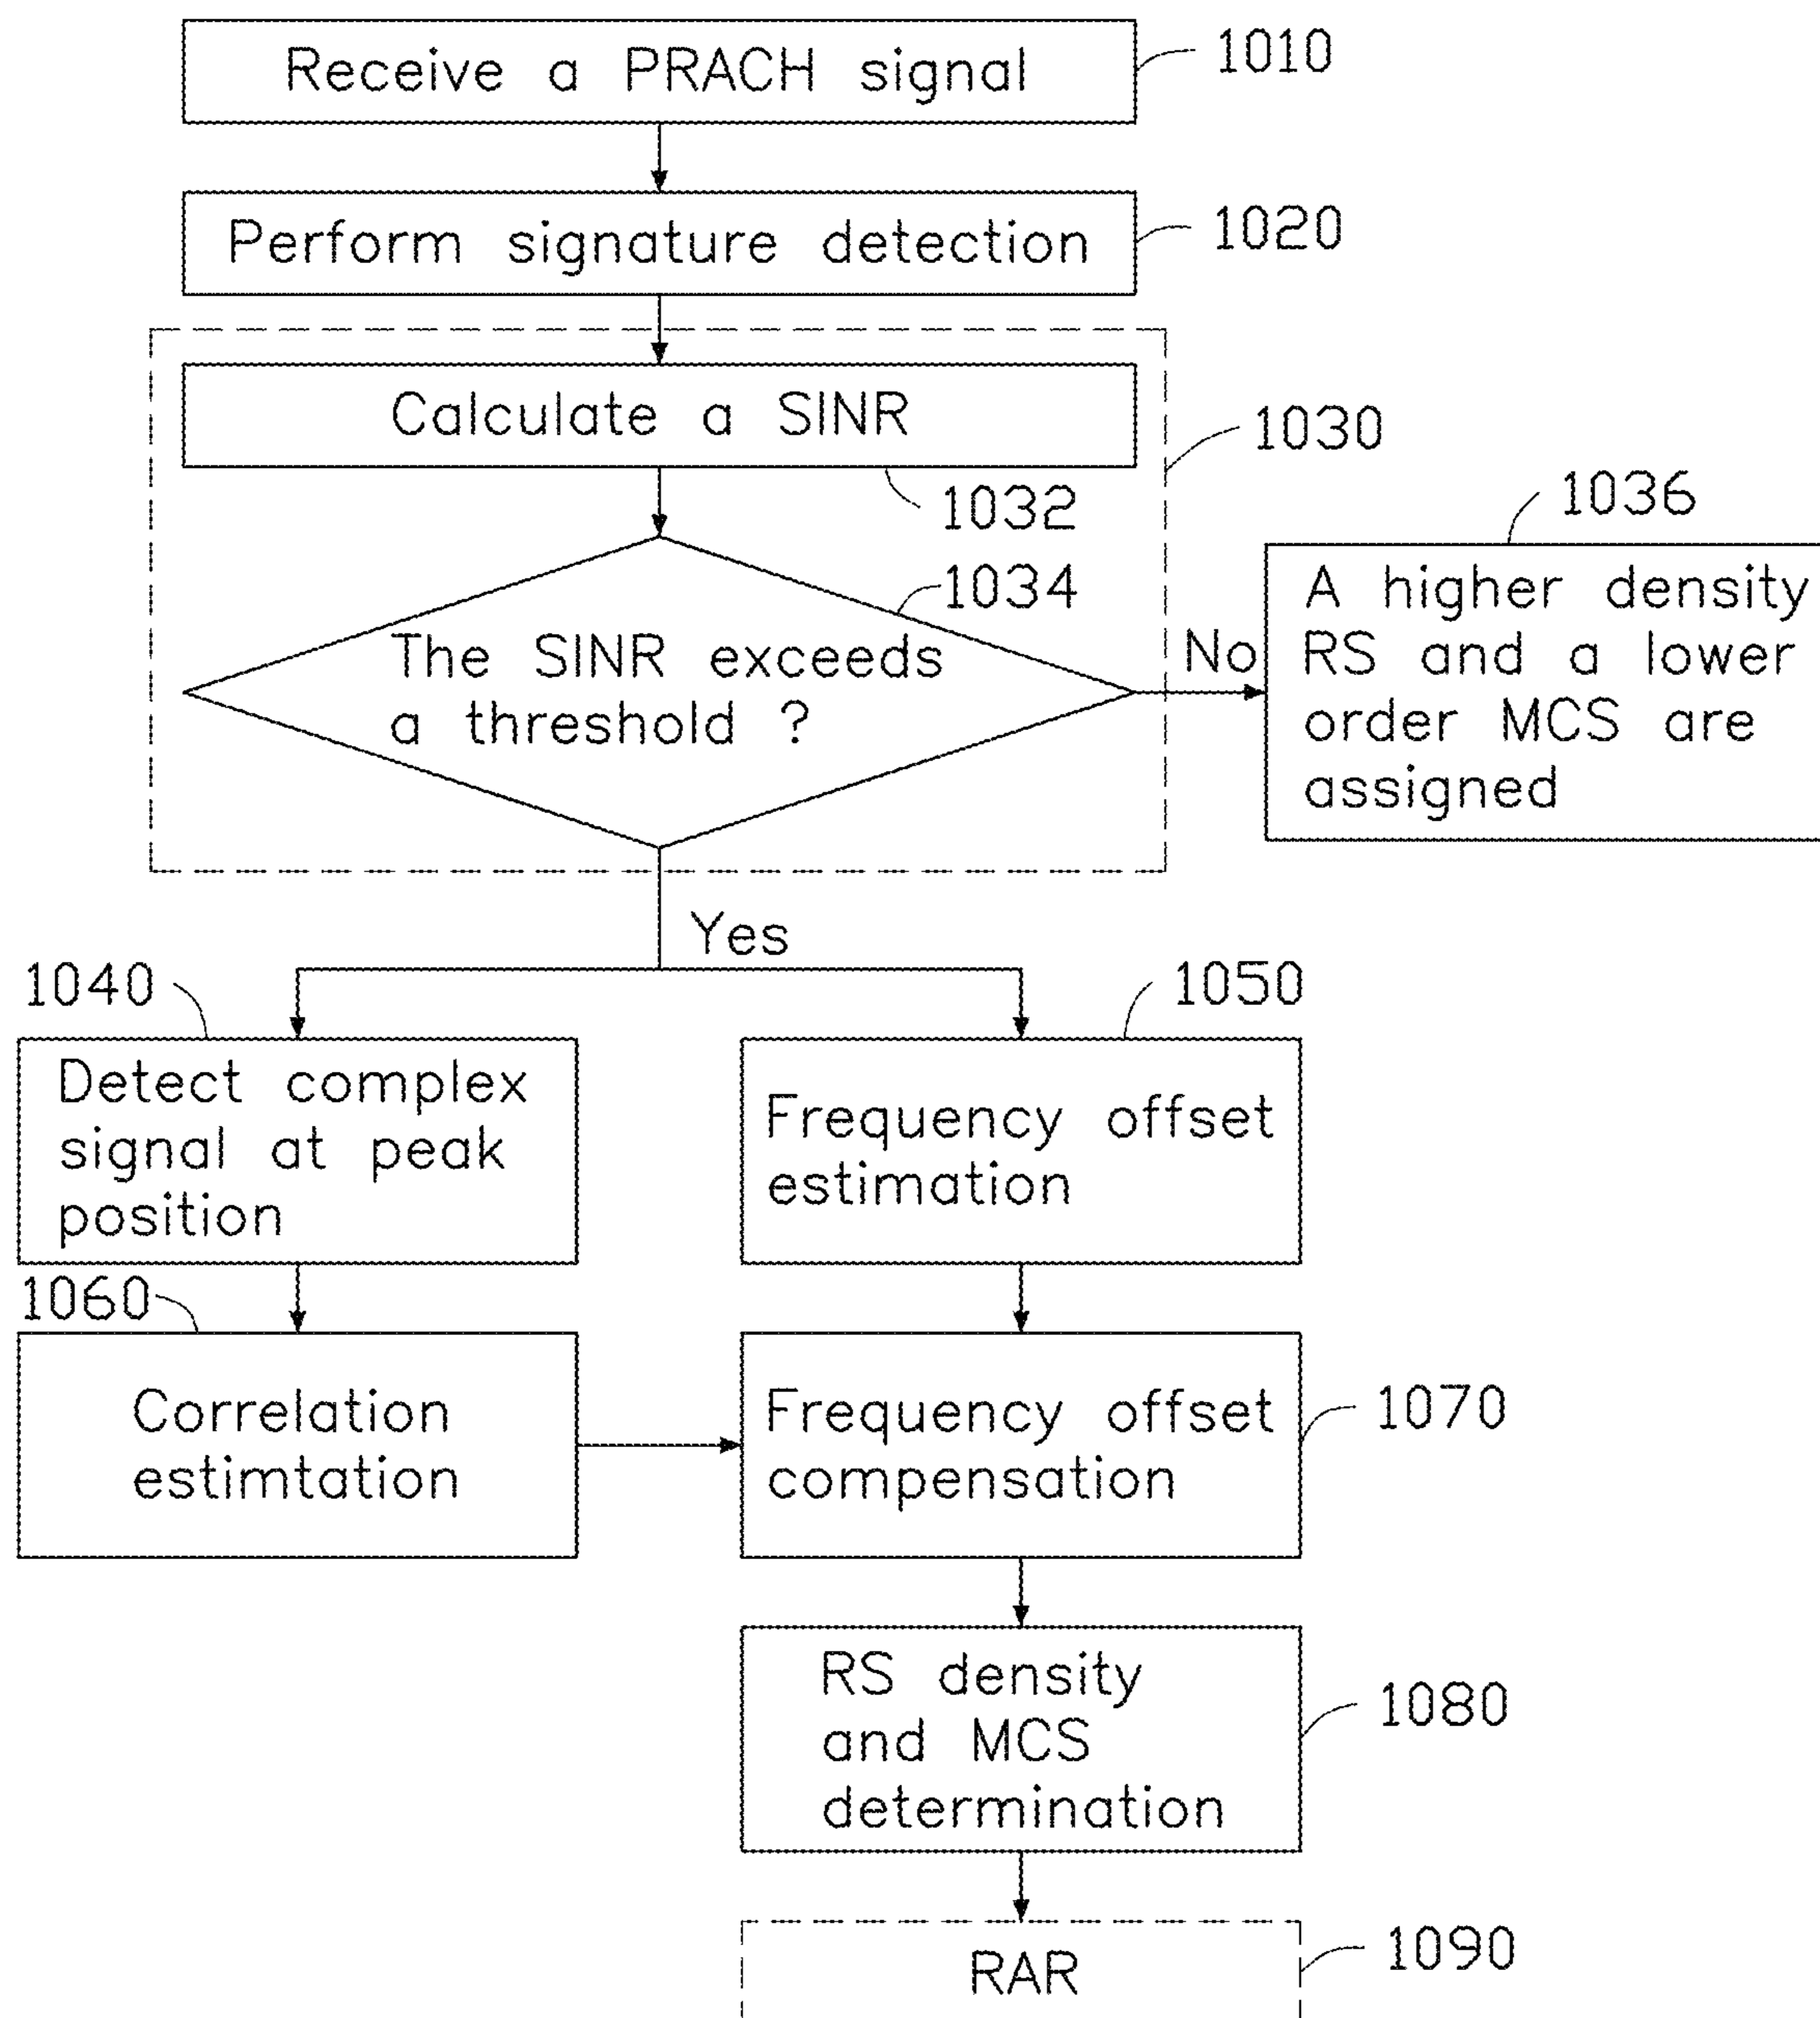 Receive a PRACH signal
1010
Perform signature detection
1020
Calculate a SINR
1030
1032
1036
1034
The SINR exceeds
a threshold ?
No
A higher density
RS and a lower
order MCS are
assigned
Yes
1040
1050
Detect complex
signal at peak
position
Frequency offset
estimation
1060
Correlation
estimtation
Frequency offset
compensation
1070
RS density
and MCS
determination
1080
RAR
1090